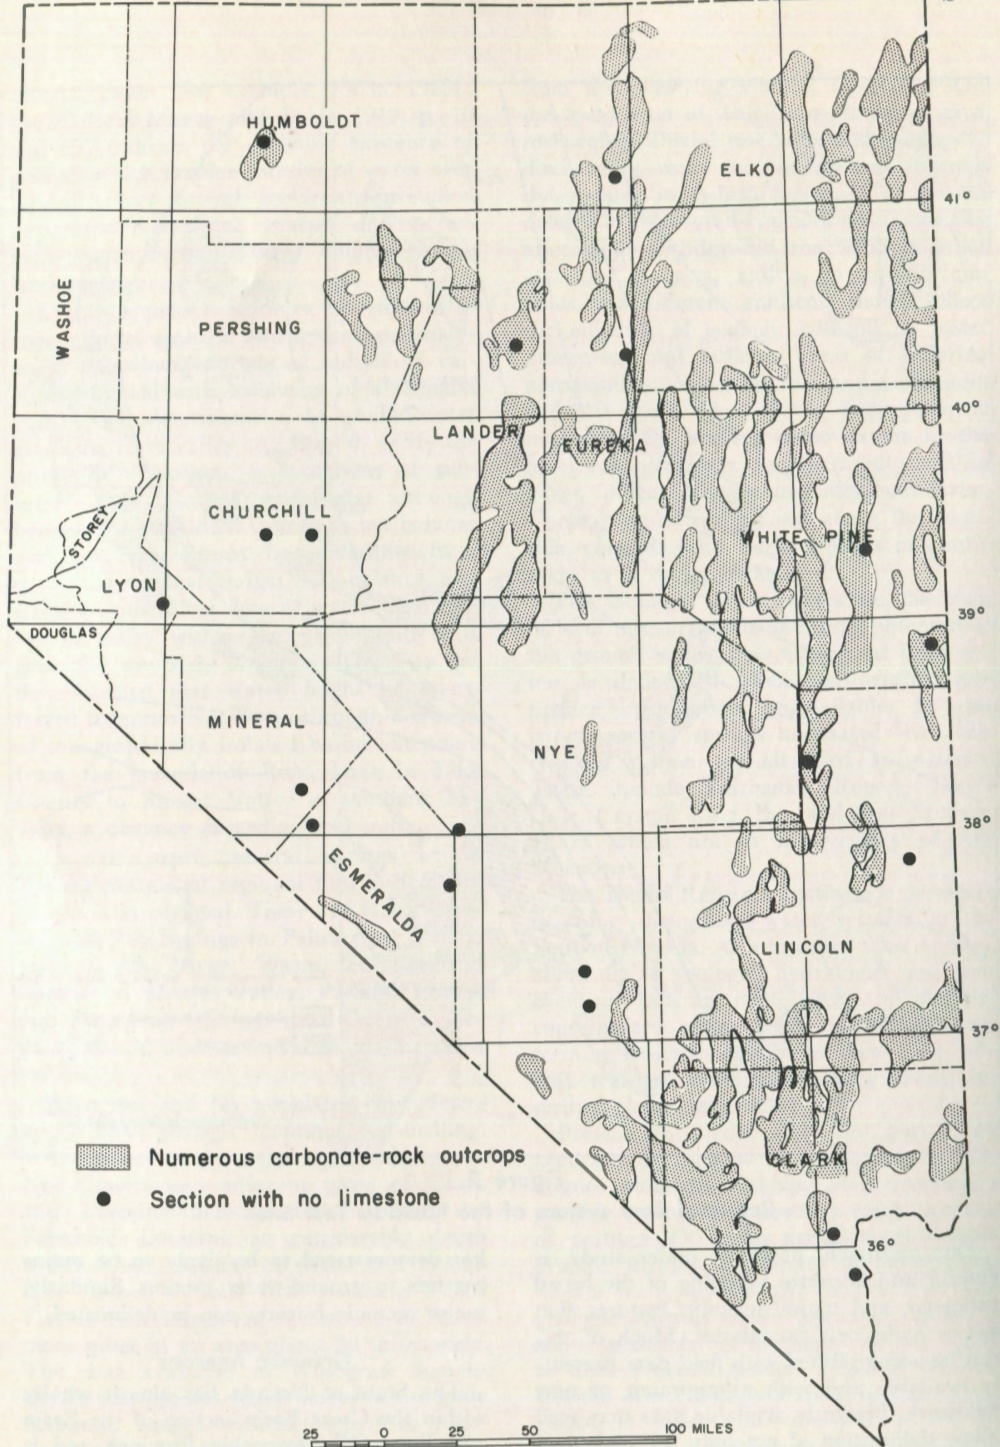 HUMBOLDT
ELKO
41°
WASHOE
PERSHING
40°
LANDER
EUREKA
CHURCHILL
STOREY
WHITE PINE
LYON
39°
DOUGLAS
MINERAL
NYE
38°
ESMERALDA
LINCOLN
37°
CLARK
Numerous carbonate-rock outcrops
Section with no limestone
36°
25 0 25 50 100 MILES